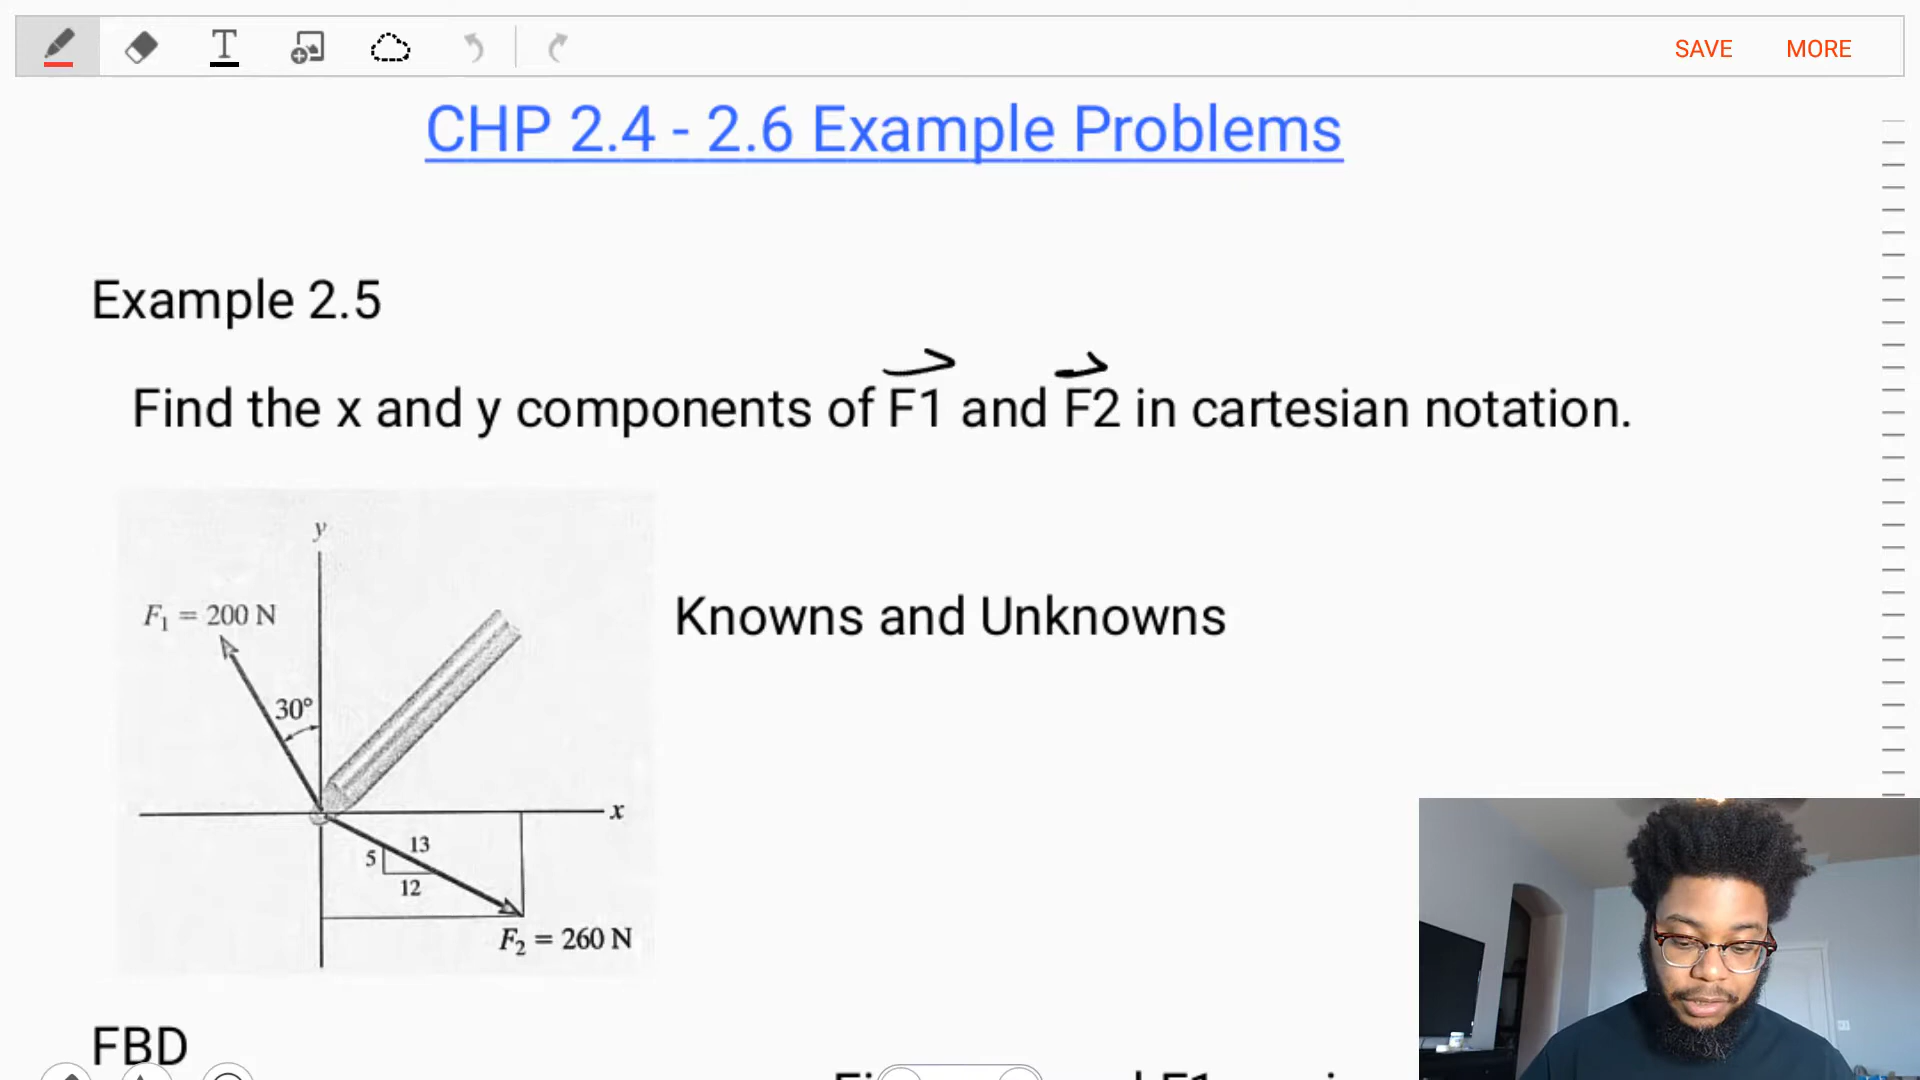 T
SAVE MORE
CHP 2.4 - 2.6 Example Problems
Example 2.5
Find the x and y components of F1 and F2 in cartesian notation.
y
F₁ = 200 N
Knowns and Unknowns
30°
x
13
5
12
F₂ = 260 N
FBD